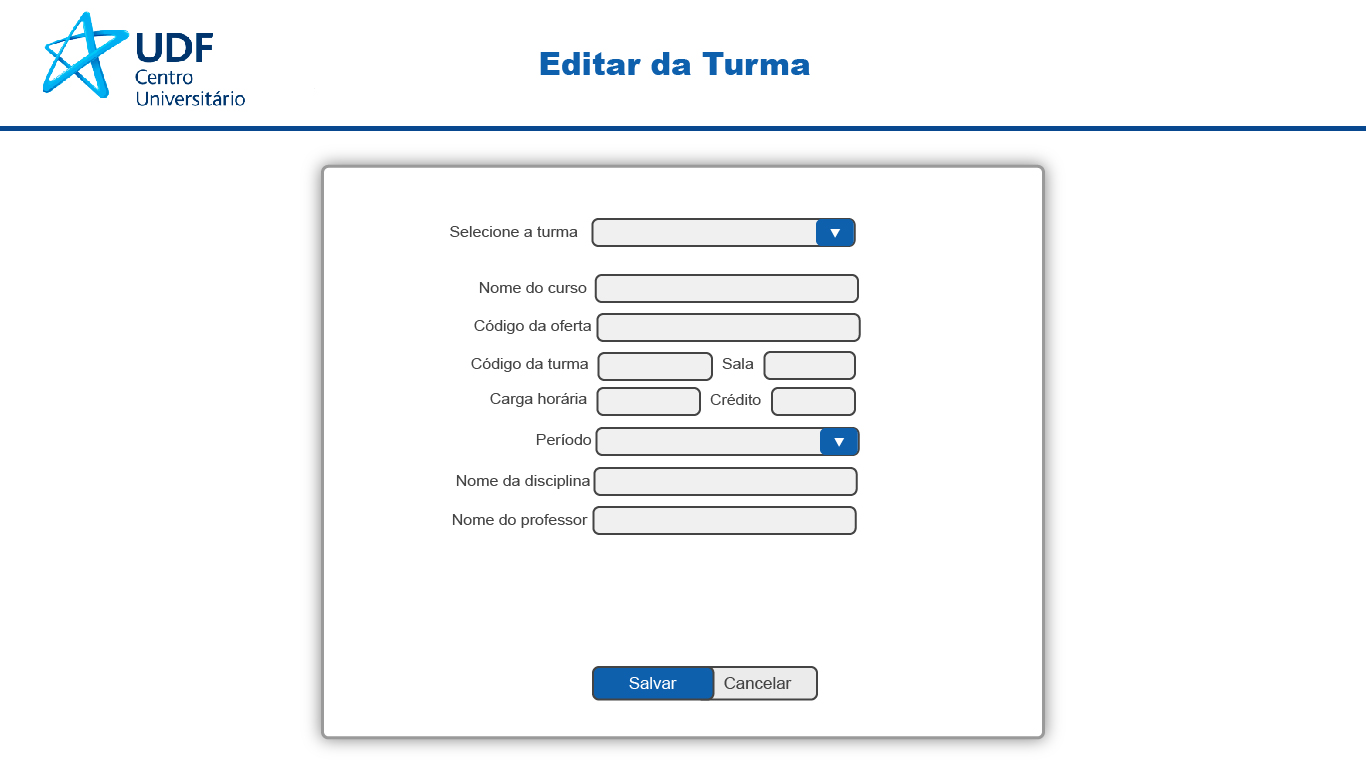 UDF
Centro
Universitário
Editar da Turma
Selecione a turma
Nome do curso
Código da oferta
Código da turma Sala
Carga horária Crédito
Período
Nome da disciplina
Nome do professor
Salvar Cancelar